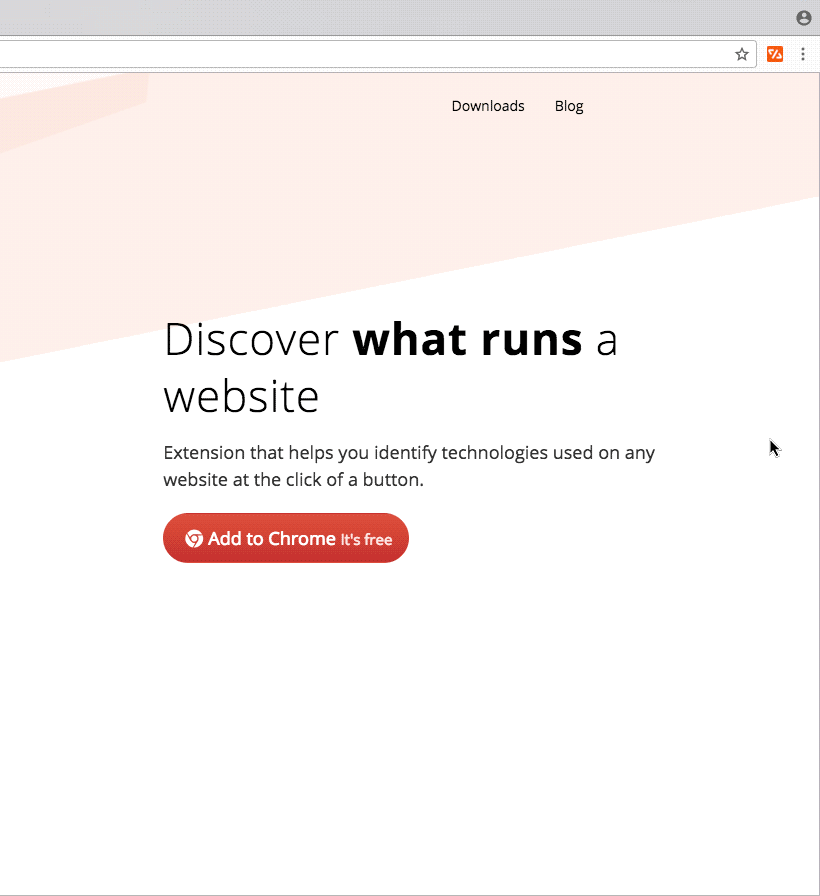 Downloads Blog
Discover what runs a
website
Extension that helps you identify technologies used on any
website at the click of a button.
Add to Chrome It's free